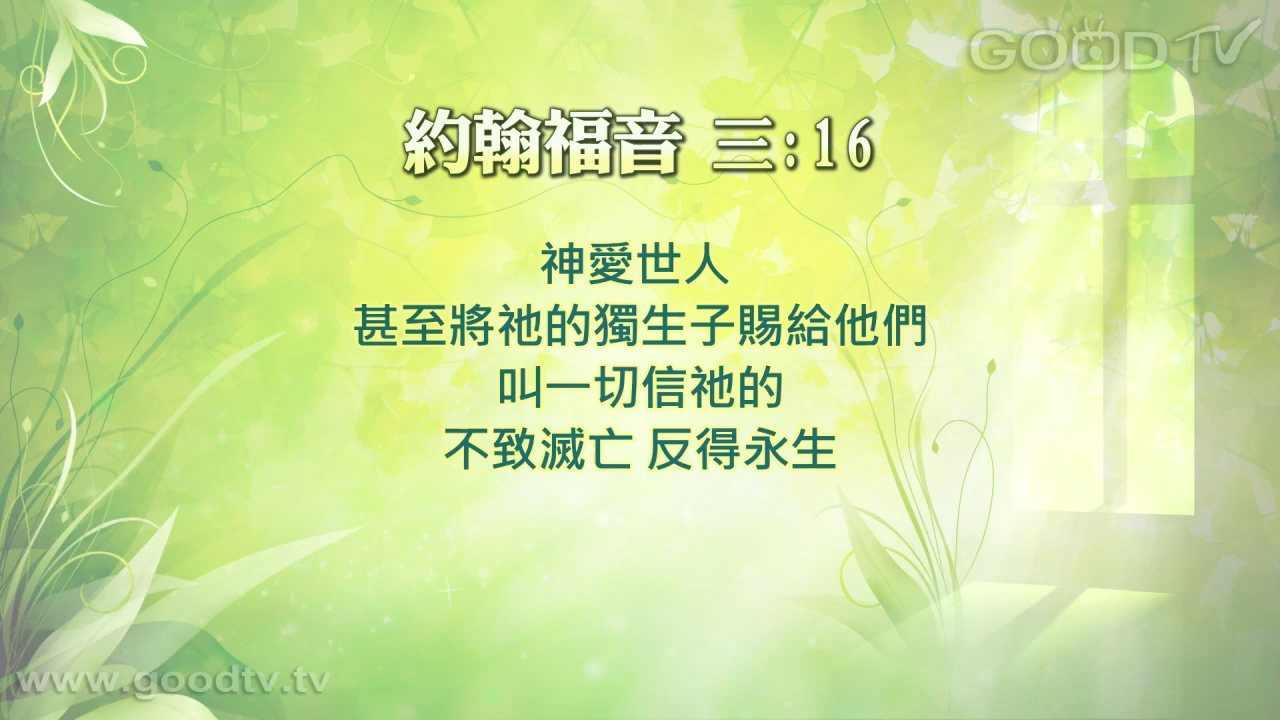 GOOD TV
約翰福音 三:16
神愛世人
甚至將祂的獨生子賜給他們
叫一切信祂的
不致滅亡 反得永生
www.goodtv.tv